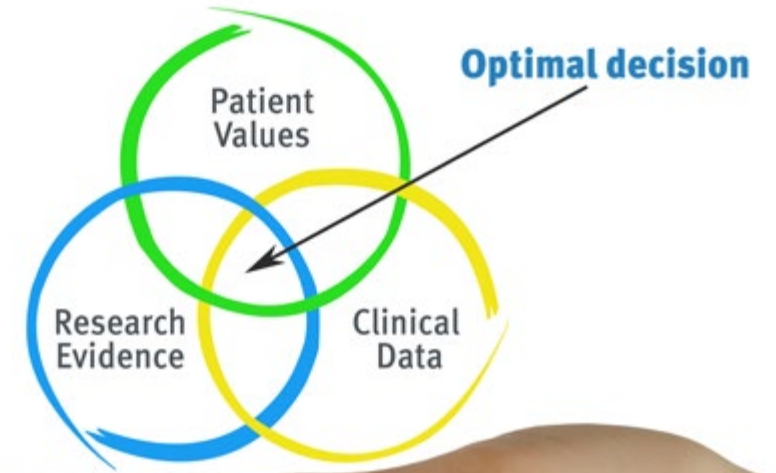 Optimal decision
Patient
Values
Research
Evidence
Clinical
Data